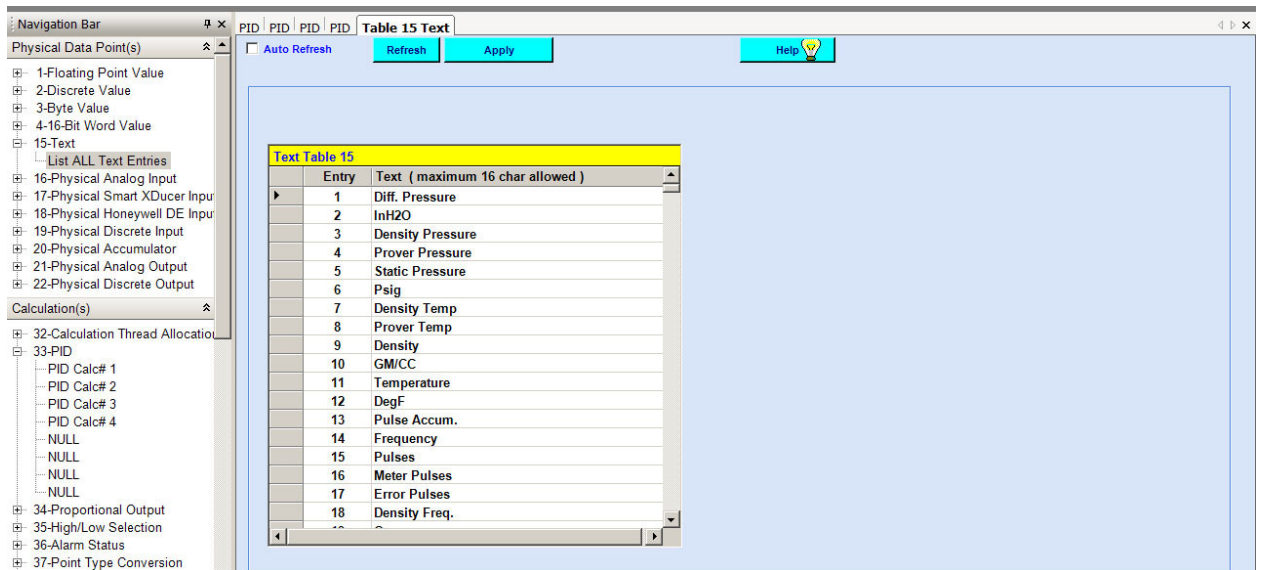 Navigation Bar
PID PID PID PID Table 15 Text
Physical Data Point(s)
Auto Refresh Refresh Apply Help
1-Floating Point Value
2-Discrete Value
3-Byte Value
4-16-Bit Word Value
15-Text
List ALL Text Entries
16-Physical Analog Input
17-Physical Smart XDucer Inpu
18-Physical Honeywell DE Inpu
19-Physical Discrete Input
20-Physical Accumulator
21-Physical Analog Output
22-Physical Discrete Output
Calculation(s)
32-Calculation Thread Allocation
33-PID
PID Calc# 1
PID Calc# 2
PID Calc# 3
PID Calc# 4
NULL
NULL
NULL
NULL
34-Proportional Output
35-High/Low Selection
36-Alarm Status
37-Point Type Conversion
Text Table 15
Entry Text ( maximum 16 char allowed )
1 Diff. Pressure
2 InH2O
3 Density Pressure
4 Prover Pressure
5 Static Pressure
6 Psig
7 Density Temp
8 Prover Temp
9 Density
10 GM/CC
11 Temperature
12 DegF
13 Pulse Accum.
14 Frequency
15 Pulses
16 Meter Pulses
17 Error Pulses
18 Density Freq.